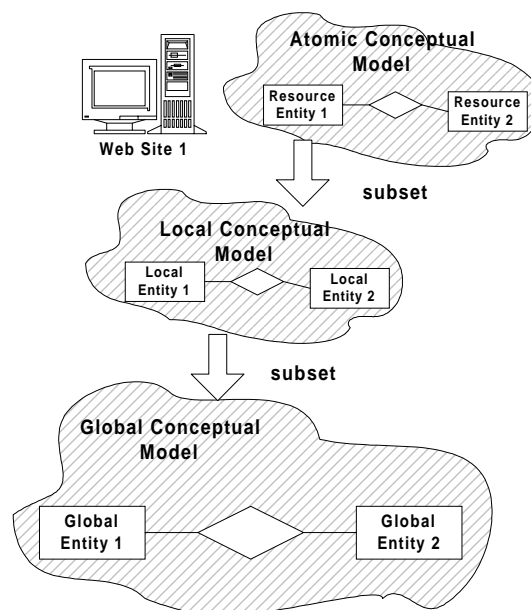 Atomic Conceptual
Model
Resource
Entity 1
Resource
Entity 2
Web Site 1
subset
Local Conceptual
Model
Local
Entity 1
Local
Entity 2
subset
Global Conceptual
Model
Global
Entity 1
Global
Entity 2